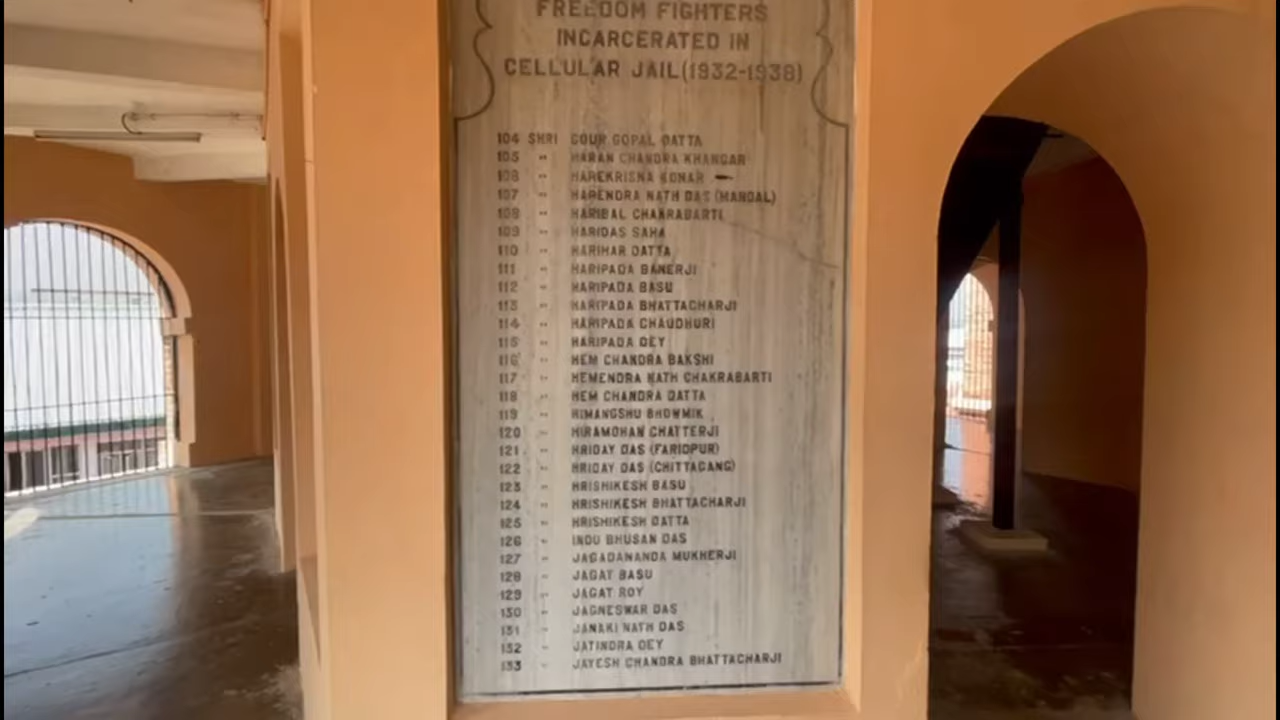 FREEDOM FIGHTERS
INCARCERATED IN
CELLULAR JAIL(1932-1938)
104 SHRI GOUR GOPAL DATTA
105 " HARAN CHANDRA KHANGAR
106 " HAREKRISNA KONAR
107 " HARENDRA NATH DAS (MANDAL)
108 " HARIBAL CHAKRABARTI
109 " HARIDAS SAHA
110 " HARIHAR DATTA
111 " HARIPADA BANERJI
112 " HARIPADA BASU
113 " HARIPADA BHATTACHARJI
114 " HARIPADA CHAUDHURI
115 " HARIPADA DEY
116 " HEM CHANDRA BAKSHI
117 " HEMENDRA NATH CHAKRABARTI
118 " HEM CHANDRA DATTA
119 " HIMANGSHU BHOWMIK
120 " HIRAMOHAN CHATTERJI
121 " HRIDAY DAS (FARIDPUR)
122 " HRIDAY DAS (CHITTAGANG)
123 " HRISHIKESH BASU
124 " HRISHIKESH BHATTACHARJI
125 " HRISHIKESH DATTA
126 " INDU BHUSAN DAS
127 " JAGADANANDA MUKHERJI
128 " JAGAT BASU
129 " JAGAT ROY
130 " JAGNESWAR DAS
131 " JANAKI NATH DAS
132 " JATINDRA DEY
133 " JAYESH CHANDRA BHATTACHARJI